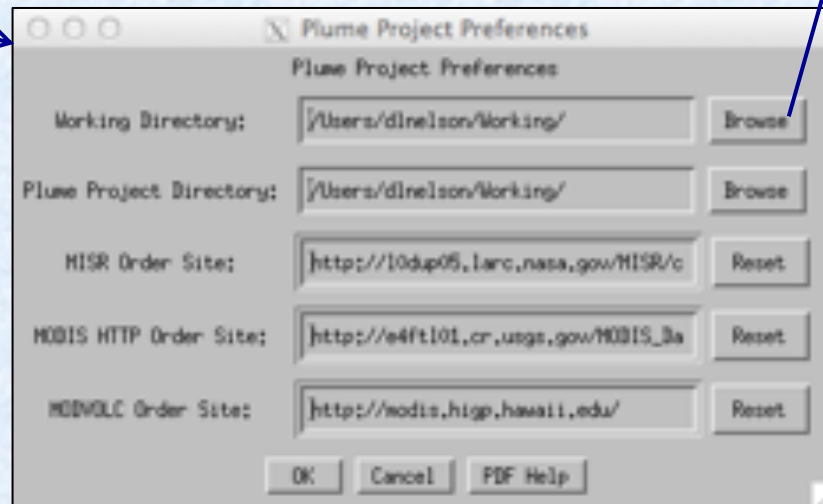 Plume Project Preferences
Plume Project Preferences
Working Directory: /Users/dlnelson/Working/ Browse
Plume Project Directory: /Users/dlnelson/Working/ Browse
MISR Order Site: http://l0dup05.larc.nasa.gov/MISR/c Reset
MODIS HTTP Order Site: http://e4ftl01.cr.usgs.gov/MODIS_Da Reset
MODVOLC Order Site: http://modis.higp.hawaii.edu/ Reset
OK Cancel PDF Help